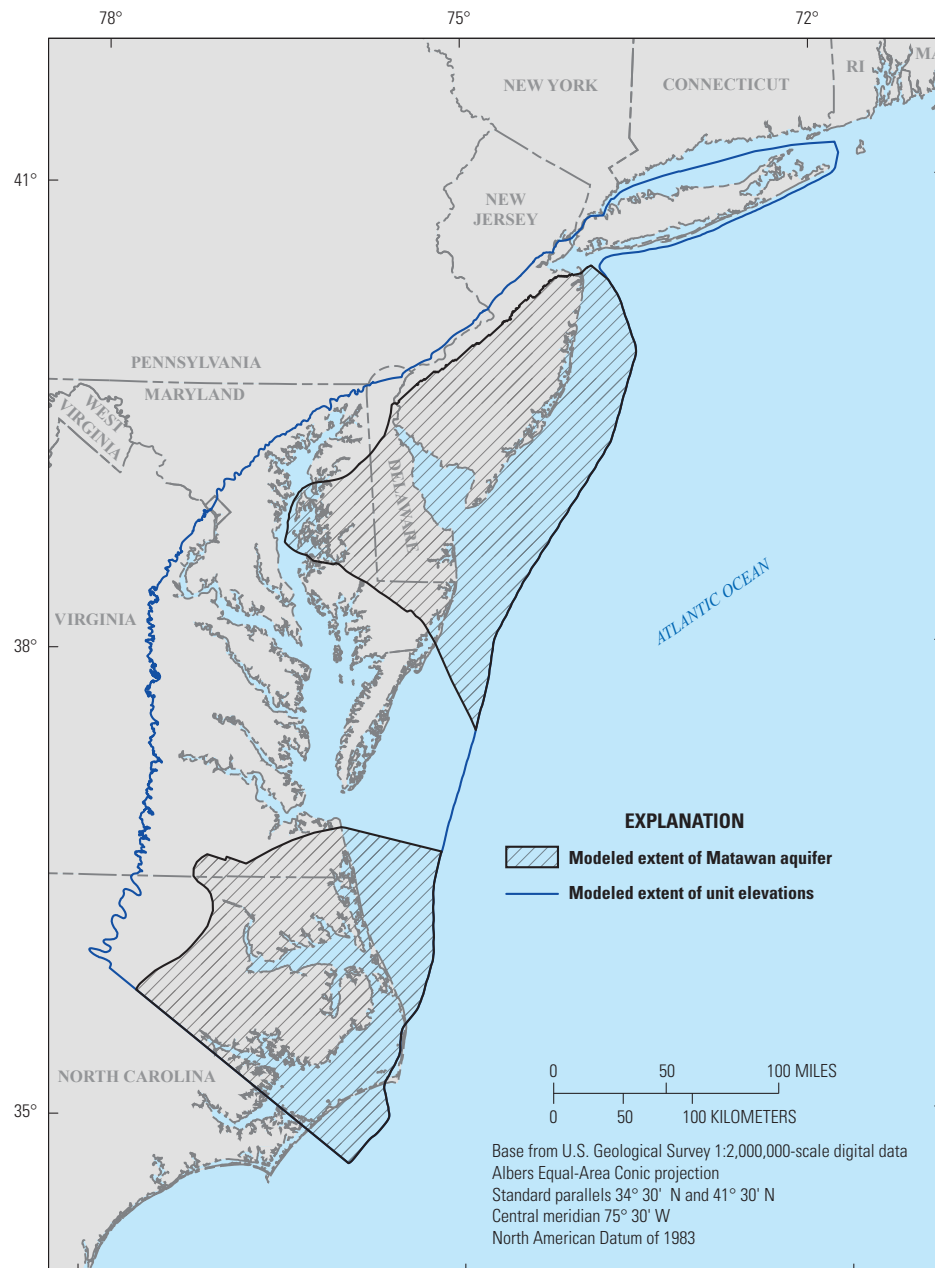 78°
75°
72°
NEW YORK
CONNECTICUT
RI
MA
41°
NEW
JERSEY
PENNSYLVANIA
MARYLAND
WEST
VIRGINIA
DELAWARE
ATLANTIC OCEAN
VIRGINIA
38°
EXPLANATION
Modeled extent of Matawan aquifer
Modeled extent of unit elevations
NORTH CAROLINA
35°
0 50 100 MILES
0 50 100 KILOMETERS
Base from U.S. Geological Survey 1:2,000,000-scale digital data
Albers Equal-Area Conic projection
Standard parallels 34° 30' N and 41° 30' N
Central meridian 75° 30' W
North American Datum of 1983